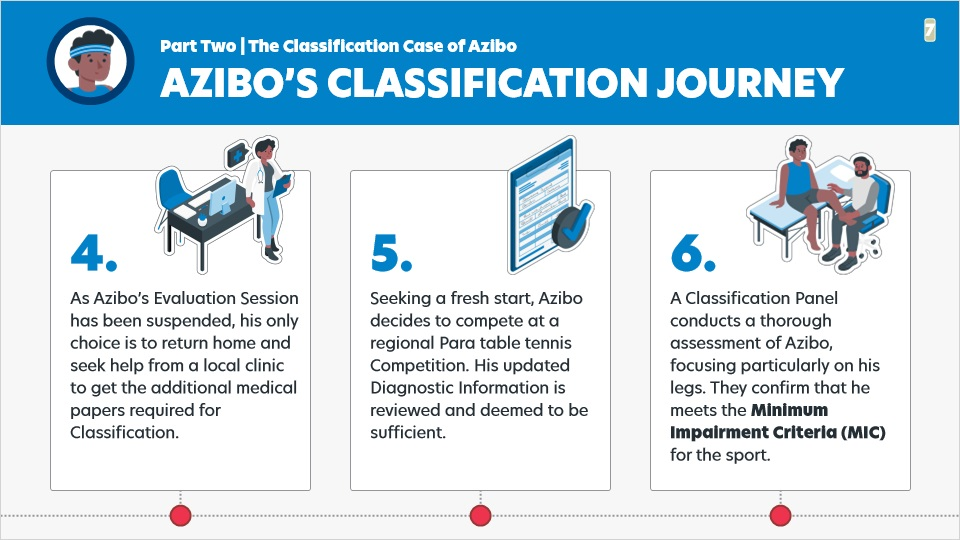 Part Two | The Classification Case of Azibo
AZIBO'S CLASSIFICATION JOURNEY
7
4.
As Azibo's Evaluation Session
has been suspended, his only
choice is to return home and
seek help from a local clinic
to get the additional medical
papers required for
Classification.
5.
Seeking a fresh start, Azibo
decides to compete at a
regional Para table tennis
Competition. His updated
Diagnostic Information is
reviewed and deemed to be
sufficient.
6.
A Classification Panel
conducts a thorough
assessment of Azibo,
focusing particularly on his
legs. They confirm that he
meets the Minimum
Impairment Criteria (MIC)
for the sport.